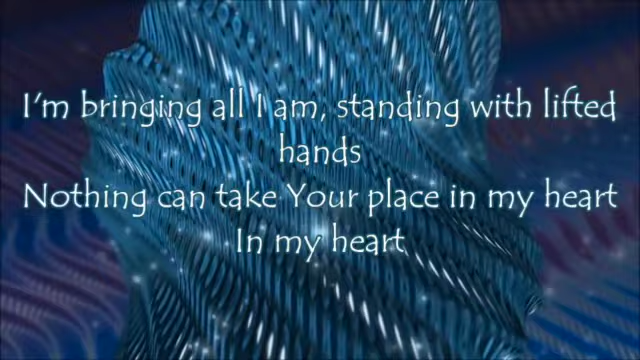 I'm bringing all I am, standing with lifted
hands
Nothing can take Your place in my heart
In my heart